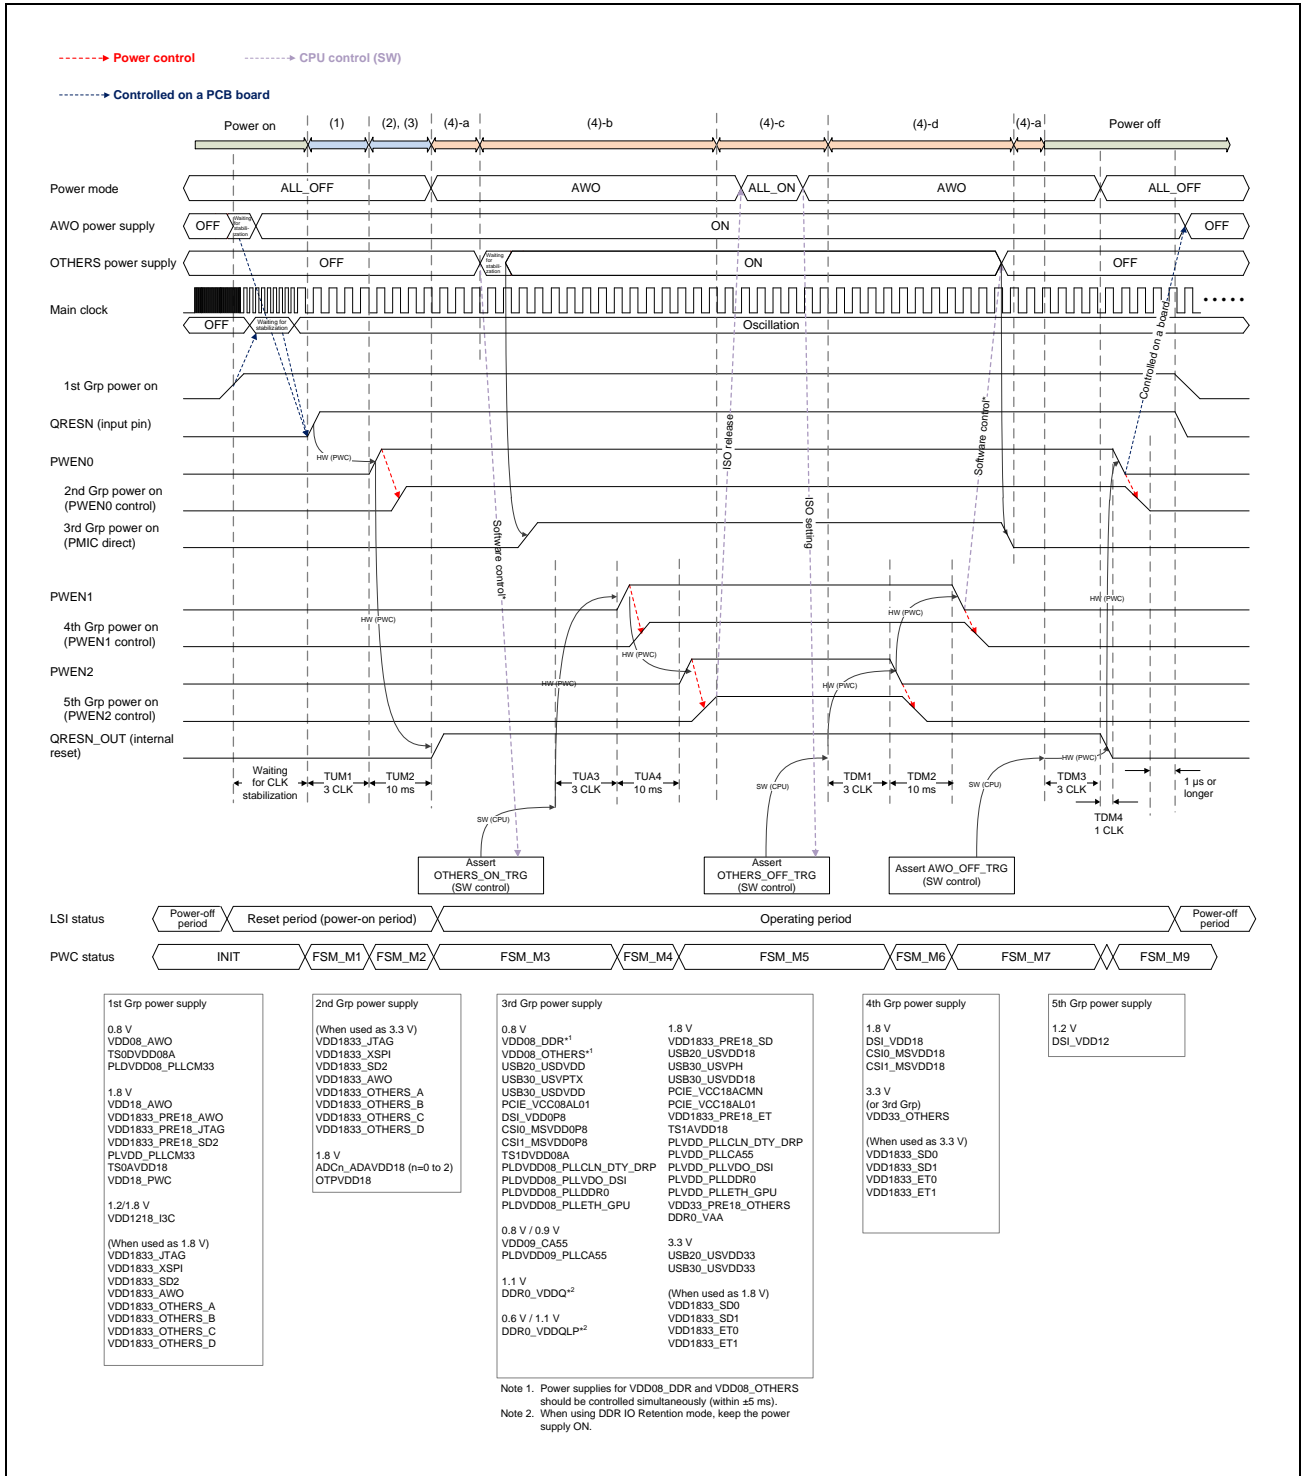 Power control
CPU control (SW)
Controlled on a PCB board
Power on
(1)
(2), (3)
(4)-a
(4)-b
(4)-c
(4)-d
(4)-a
Power off
Power mode
ALL_OFF
AWO
ALL_ON
AWO
ALL_OFF
AWO power supply
OFF
Waiting
for
stabili-
zation
ON
OFF
OTHERS power supply
OFF
Waiting
for
stabili-
zation
ON
OFF
Main clock
OFF
Waiting for
stabilization
Oscillation
1st Grp power on
QRESN (input pin)
HW (PWC)
PWEN0
2nd Grp power on
(PWEN0 control)
3rd Grp power on
(PMIC direct)
Software control*
ISO release
ISO setting
Software control*
Controlled on a board
PWEN1
HW (PWC)
HW (PWC)
HW (PWC)
4th Grp power on
(PWEN1 control)
HW (PWC)
PWEN2
HW (PWC)
HW (PWC)
5th Grp power on
(PWEN2 control)
QRESN_OUT (internal
reset)
HW (PWC)
Waiting
for CLK
stabilization
TUM1
3 CLK
TUM2
10 ms
TUA3
3 CLK
TUA4
10 ms
TDM1
3 CLK
TDM2
10 ms
TDM3
3 CLK
TDM4
1 CLK
1 µs or
longer
SW (CPU)
SW (CPU)
SW (CPU)
Assert
OTHERS_ON_TRG
(SW control)
Assert
OTHERS_OFF_TRG
(SW control)
Assert AWO_OFF_TRG
(SW control)
LSI status
Power-off
period
Reset period (power-on period)
Operating period
Power-off
period
PWC status
INIT
FSM_M1
FSM_M2
FSM_M3
FSM_M4
FSM_M5
FSM_M6
FSM_M7
FSM_M9
1st Grp power supply
0.8 V
VDD08_AWO
TS0DVDD08A
PLDVDD08_PLLCM33
1.8 V
VDD18_AWO
VDD1833_PRE18_AWO
VDD1833_PRE18_JTAG
VDD1833_PRE18_SD2
PLVDD_PLLCM33
TS0AVDD18
VDD18_PWC
1.2/1.8 V
VDD1218_I3C
(When used as 1.8 V)
VDD1833_JTAG
VDD1833_XSPI
VDD1833_SD2
VDD1833_AWO
VDD1833_OTHERS_A
VDD1833_OTHERS_B
VDD1833_OTHERS_C
VDD1833_OTHERS_D
2nd Grp power supply
(When used as 3.3 V)
VDD1833_JTAG
VDD1833_XSPI
VDD1833_SD2
VDD1833_AWO
VDD1833_OTHERS_A
VDD1833_OTHERS_B
VDD1833_OTHERS_C
VDD1833_OTHERS_D
1.8 V
ADCn_ADAVDD18 (n=0 to 2)
OTPVDD18
3rd Grp power supply
0.8 V
VDD08_DDR*1
VDD08_OTHERS*1
USB20_USDVDD
USB30_USVPTX
USB30_USDVDD
PCIE_VCC08AL01
DSI_VDD0P8
CSI0_MSVDD0P8
CSI1_MSVDD0P8
TS1DVDD08A
PLDVDD08_PLLCLN_DTY_DRP
PLDVDD08_PLLVDO_DSI
PLDVDD08_PLLDDR0
PLDVDD08_PLLETH_GPU
0.8 V / 0.9 V
VDD09_CA55
PLDVDD09_PLLCA55
1.1 V
DDR0_VDDQ*2
0.6 V / 1.1 V
DDR0_VDDQLP*2
1.8 V
VDD1833_PRE18_SD
USB20_USVDD18
USB30_USVPH
USB30_USVDD18
PCIE_VCC18ACMN
PCIE_VCC18AL01
VDD1833_PRE18_ET
TS1AVDD18
PLVDD_PLLCLN_DTY_DRP
PLVDD_PLLCA55
PLVDD_PLLVDO_DSI
PLVDD_PLLDDR0
PLVDD_PLLETH_GPU
VDD33_PRE18_OTHERS
DDR0_VAA
3.3 V
USB20_USVDD33
USB30_USVDD33
(When used as 1.8 V)
VDD1833_SD0
VDD1833_SD1
VDD1833_ET0
VDD1833_ET1
4th Grp power supply
1.8 V
DSI_VDD18
CSI0_MSVDD18
CSI1_MSVDD18
3.3 V
(or 3rd Grp)
VDD33_OTHERS
(When used as 3.3 V)
VDD1833_SD0
VDD1833_SD1
VDD1833_ET0
VDD1833_ET1
5th Grp power supply
1.2 V
DSI_VDD12
Note 1. Power supplies for VDD08_DDR and VDD08_OTHERS
should be controlled simultaneously (within ±5 ms).
Note 2. When using DDR IO Retention mode, keep the power
supply ON.